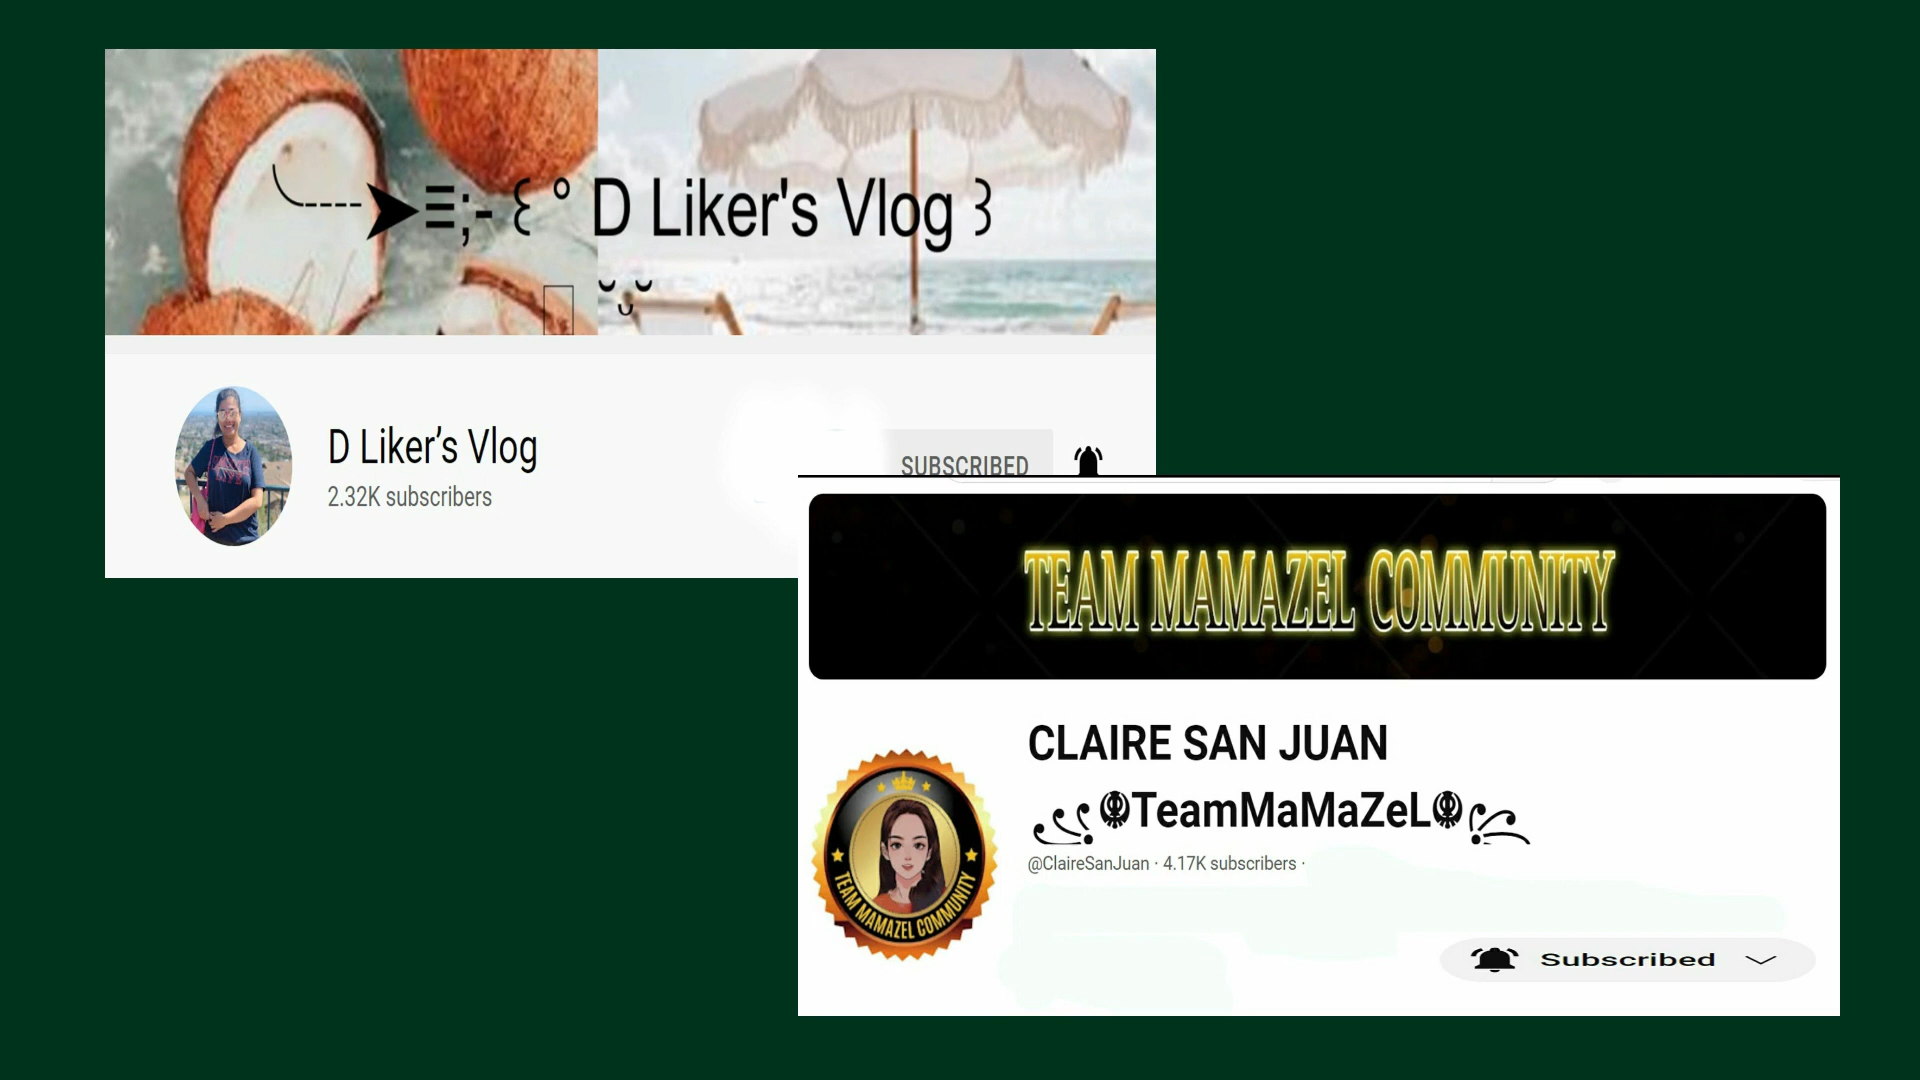 D Liker's Vlog
D Liker’s Vlog
2.32K subscribers
SUBSCRIBED
TEAM MAMAZEL COMMUNITY
CLAIRE SAN JUAN
TeamMaMaZeL
@ClaireSanJuan · 4.17K subscribers ·
TEAM MAMAZEL COMMUNITY
Subscribed